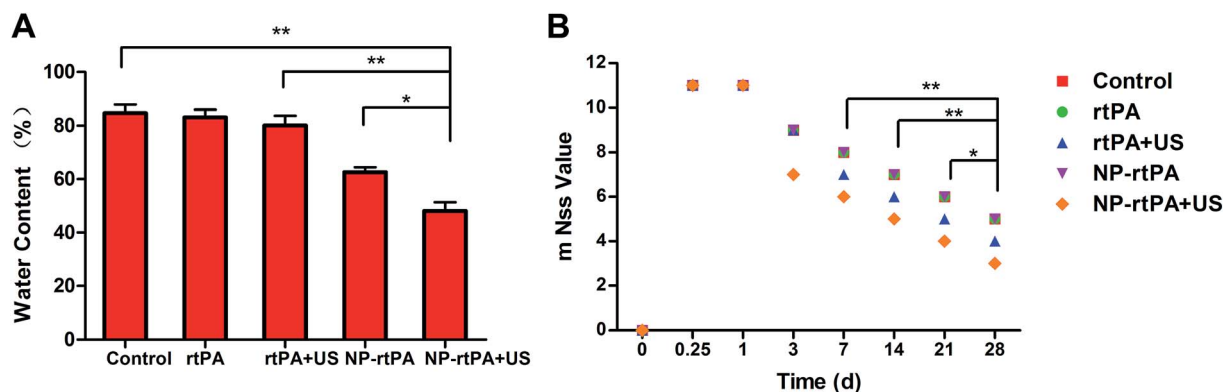 A
**
**
*
Water Content (%)
100
80
60
40
20
0
Control rtPA rtPA+US NP-rtPA NP-rtPA+US
B
**
**
*
m Nss Value
12
10
8
6
4
2
0
0 0.25 1 3 7 14 21 28
Time (d)
Control
rtPA
rtPA+US
NP-rtPA
NP-rtPA+US